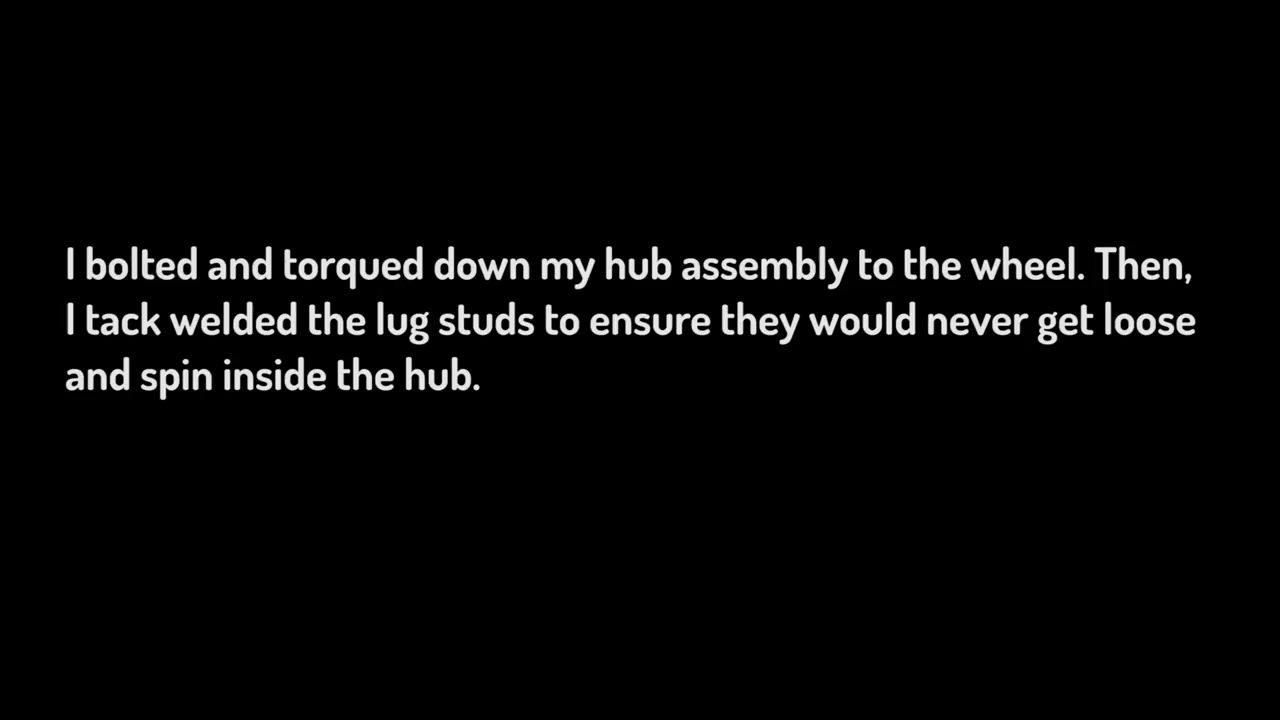 I bolted and torqued down my hub assembly to the wheel. Then,
I tack welded the lug studs to ensure they would never get loose
and spin inside the hub.